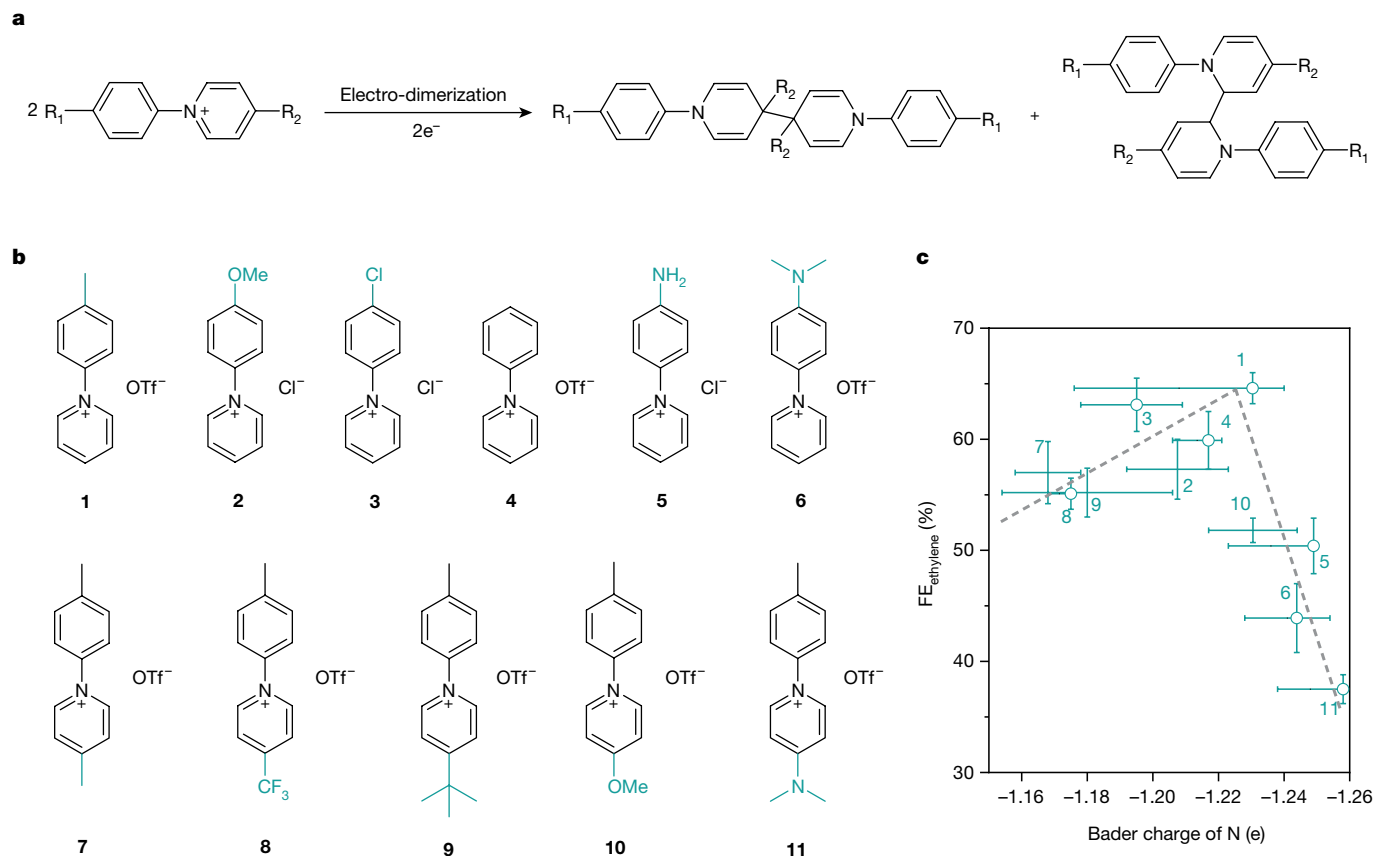 a
2 R1 N + R2
Electro-dimerization
2e−
R1 N R2 R2 N R1
+
R1 N R2
R2 N R1
b
OMe Cl NH2 N
OTf− Cl− Cl− OTf− Cl− OTf−
N + N + N + N + N + N +
1 2 3 4 5 6
OTf− OTf− OTf− OTf− OTf−
N + N + N + N + N +
CF3 OMe N
7 8 9 10 11
c
70
60
50
40
30
FEethylene (%)
1
3
4
7
2
8
9
10
5
6
11
−1.16 −1.18 −1.20 −1.22 −1.24 −1.26
Bader charge of N (e)